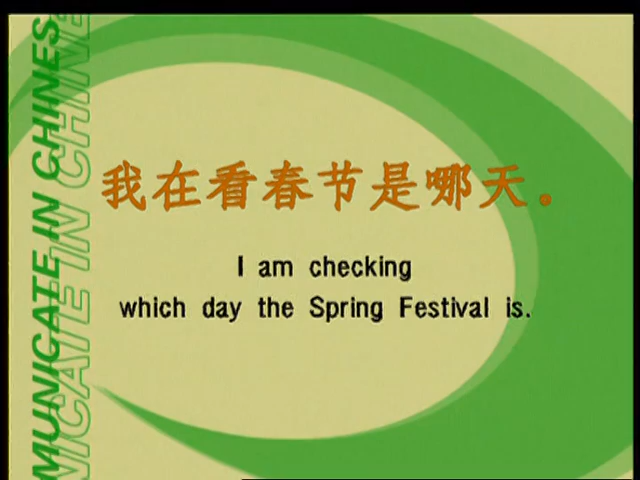 我在看春节是哪天。
I am checking
which day the Spring Festival is.
MUNICATE IN CHINES
NICATE IN CHINE